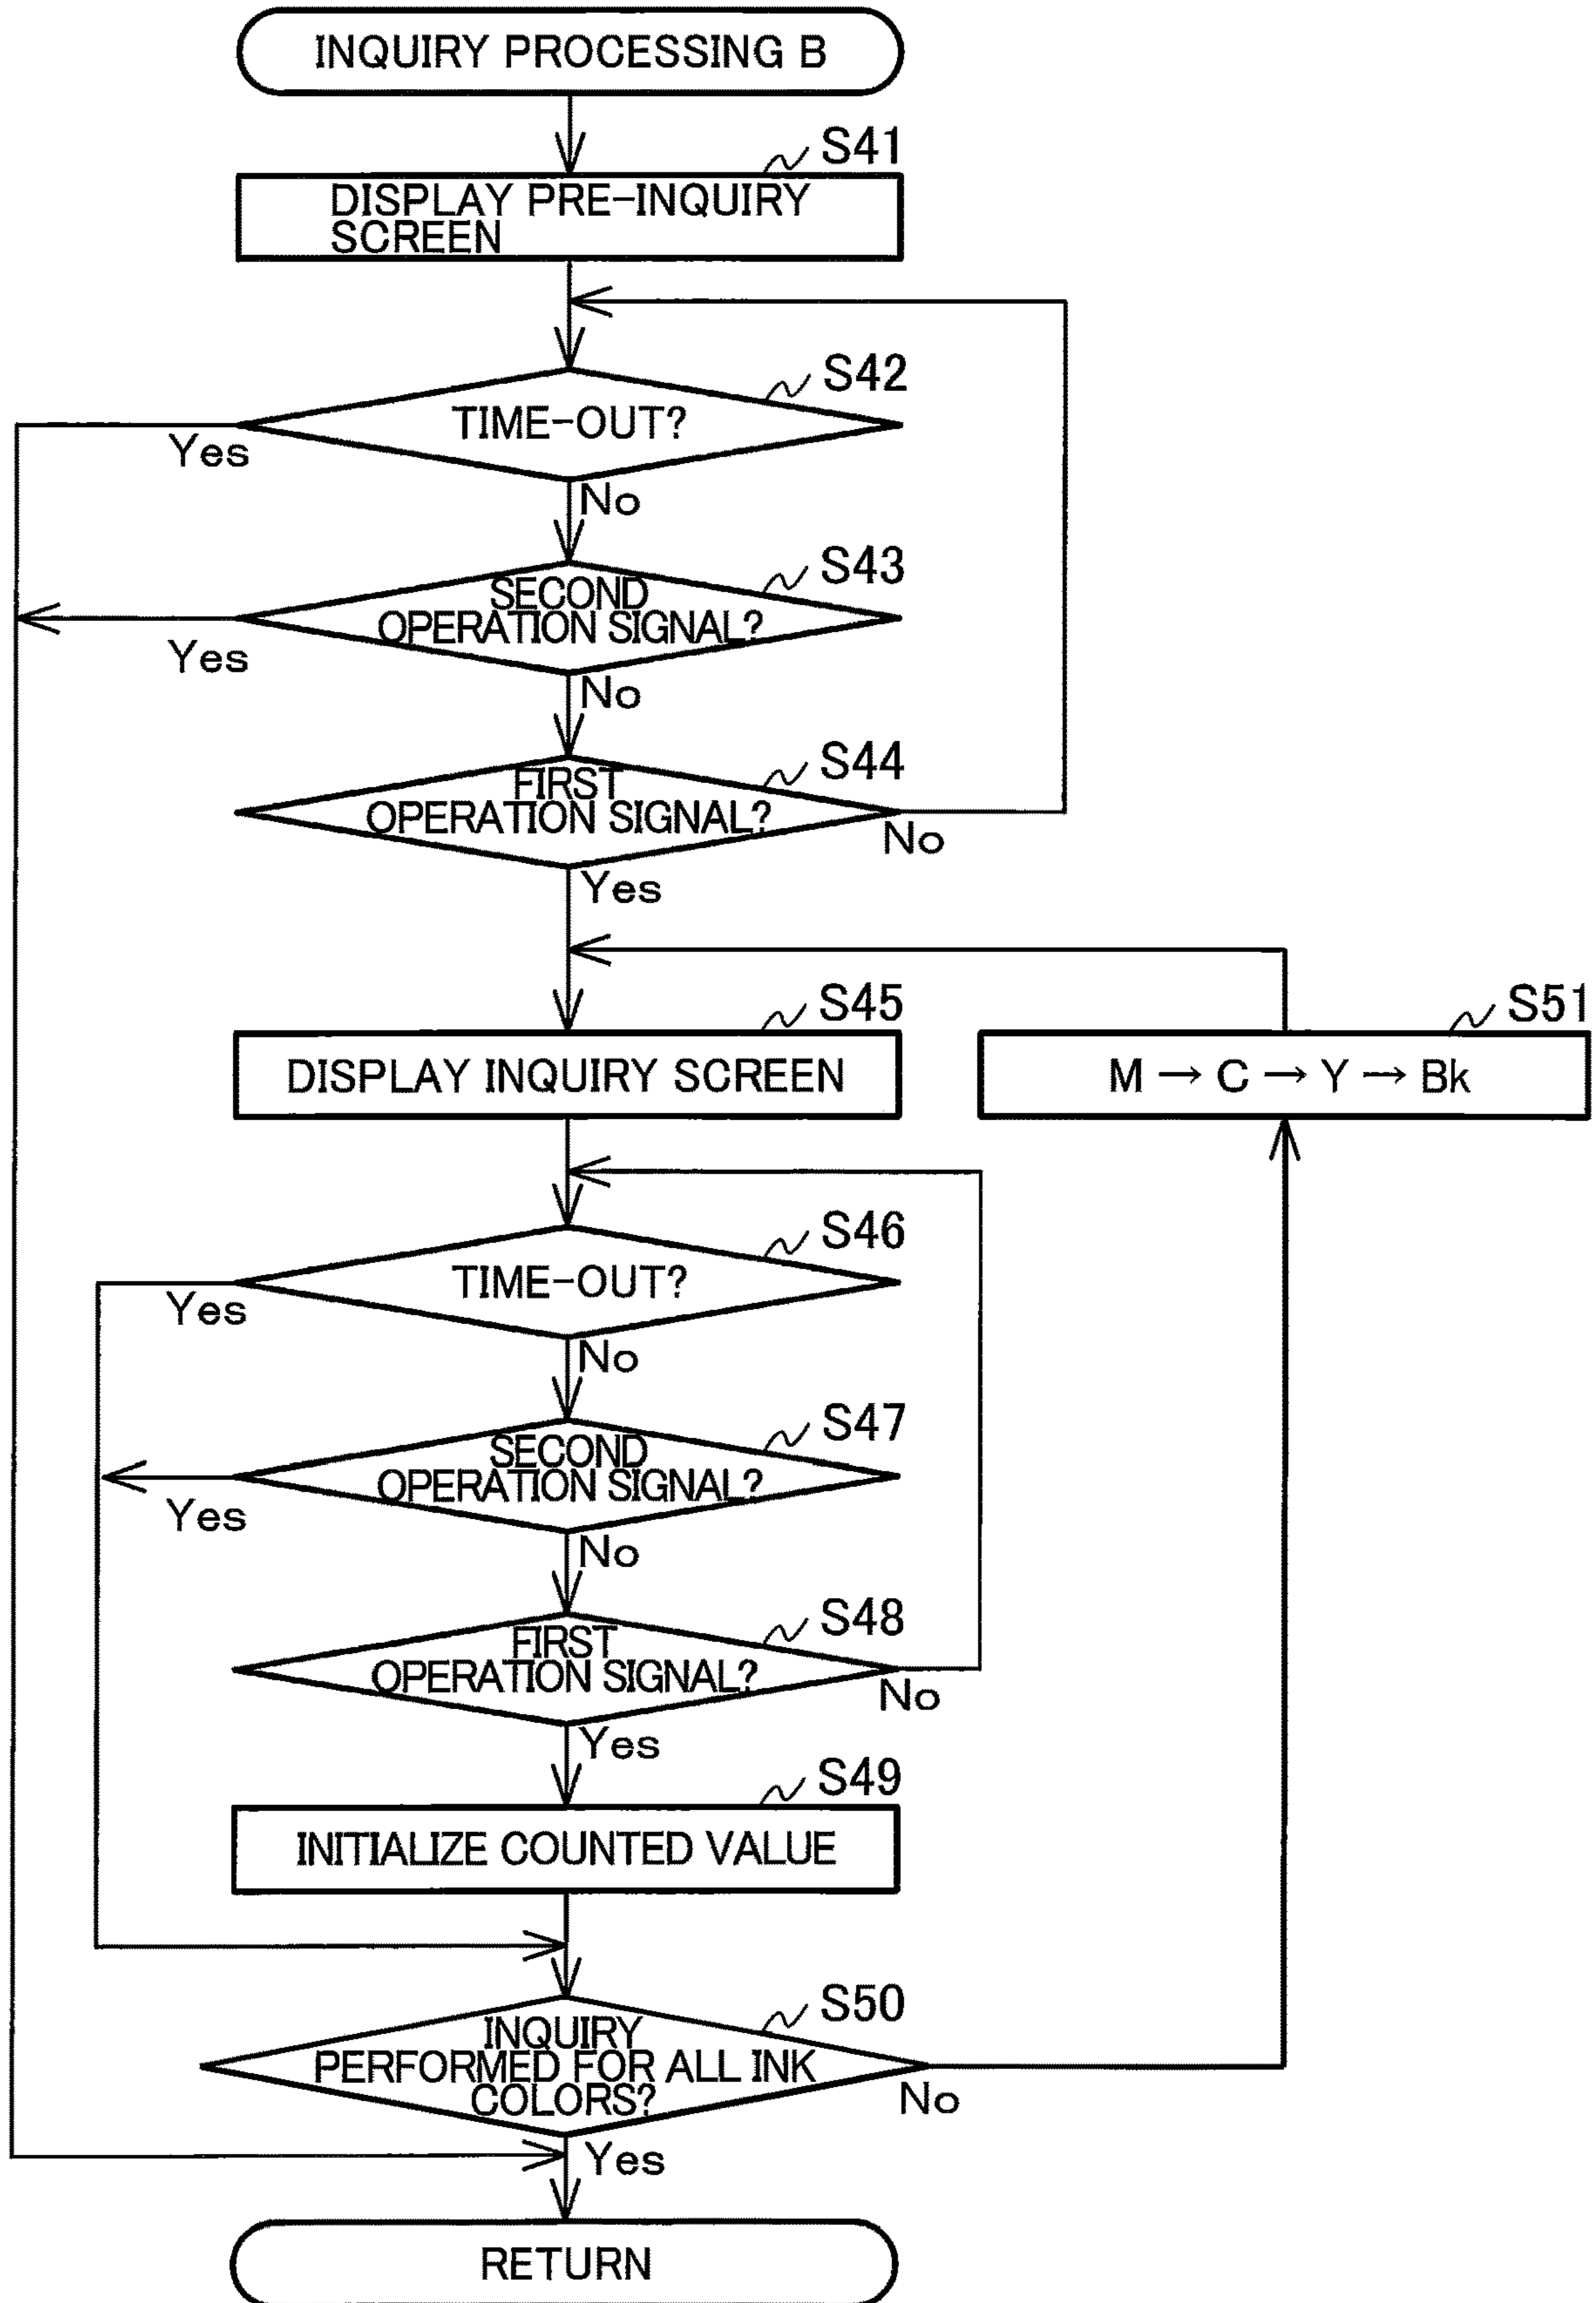 INQUIRY PROCESSING B
S41
DISPLAY PRE-INQUIRY
SCREEN
S42
TIME-OUT?
Yes
No
S43
SECOND
OPERATION SIGNAL?
Yes
No
S44
FIRST
OPERATION SIGNAL?
No
Yes
S45
DISPLAY INQUIRY SCREEN
S51
M → C → Y → Bk
S46
TIME-OUT?
Yes
No
S47
SECOND
OPERATION SIGNAL?
Yes
No
S48
FIRST
OPERATION SIGNAL?
No
Yes
S49
INITIALIZE COUNTED VALUE
S50
INQUIRY
PERFORMED FOR ALL INK
COLORS?
No
Yes
RETURN